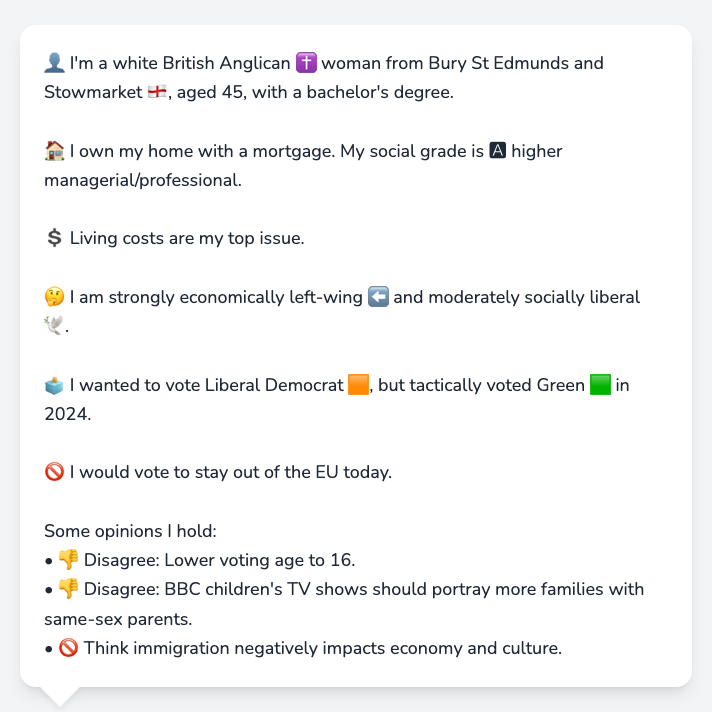 👤 I'm a white British Anglican ✝️ woman from Bury St Edmunds and
Stowmarket 🏴󠁧󠁢󠁥󠁮󠁧󠁿, aged 45, with a bachelor's degree.
🏠 I own my home with a mortgage. My social grade is 🅰 higher
managerial/professional.
💲 Living costs are my top issue.
🤔 I am strongly economically left-wing ⬅️ and moderately socially liberal
🕊️.
🗳️ I wanted to vote Liberal Democrat 🟧, but tactically voted Green 🟩 in
2024.
🚫 I would vote to stay out of the EU today.
Some opinions I hold:
• 👎 Disagree: Lower voting age to 16.
• 👎 Disagree: BBC children's TV shows should portray more families with
same-sex parents.
• 🚫 Think immigration negatively impacts economy and culture.